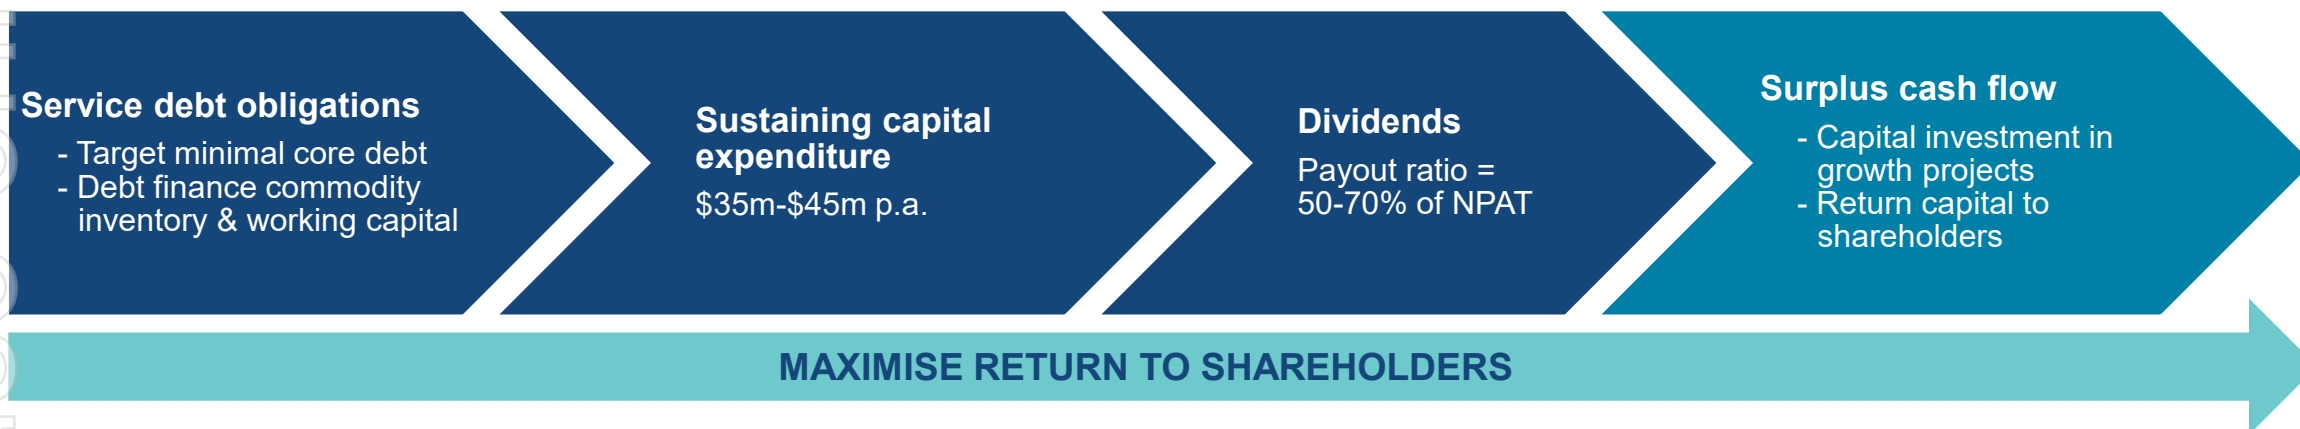 Service debt obligations
- Target minimal core debt
- Debt finance commodity
inventory & working capital
Sustaining capital
expenditure
$35m-$45m p.a.
Dividends
Payout ratio =
50-70% of NPAT
Surplus cash flow
- Capital investment in
growth projects
- Return capital to
shareholders
MAXIMISE RETURN TO SHAREHOLDERS